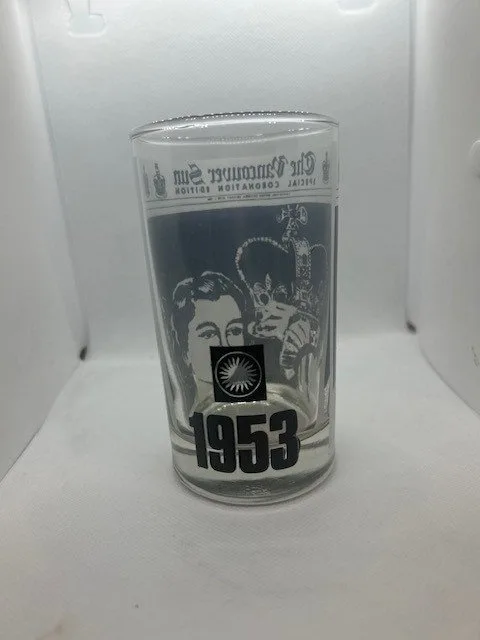 The Vancouver Sun
SPECIAL CORONATION EDITION
1953